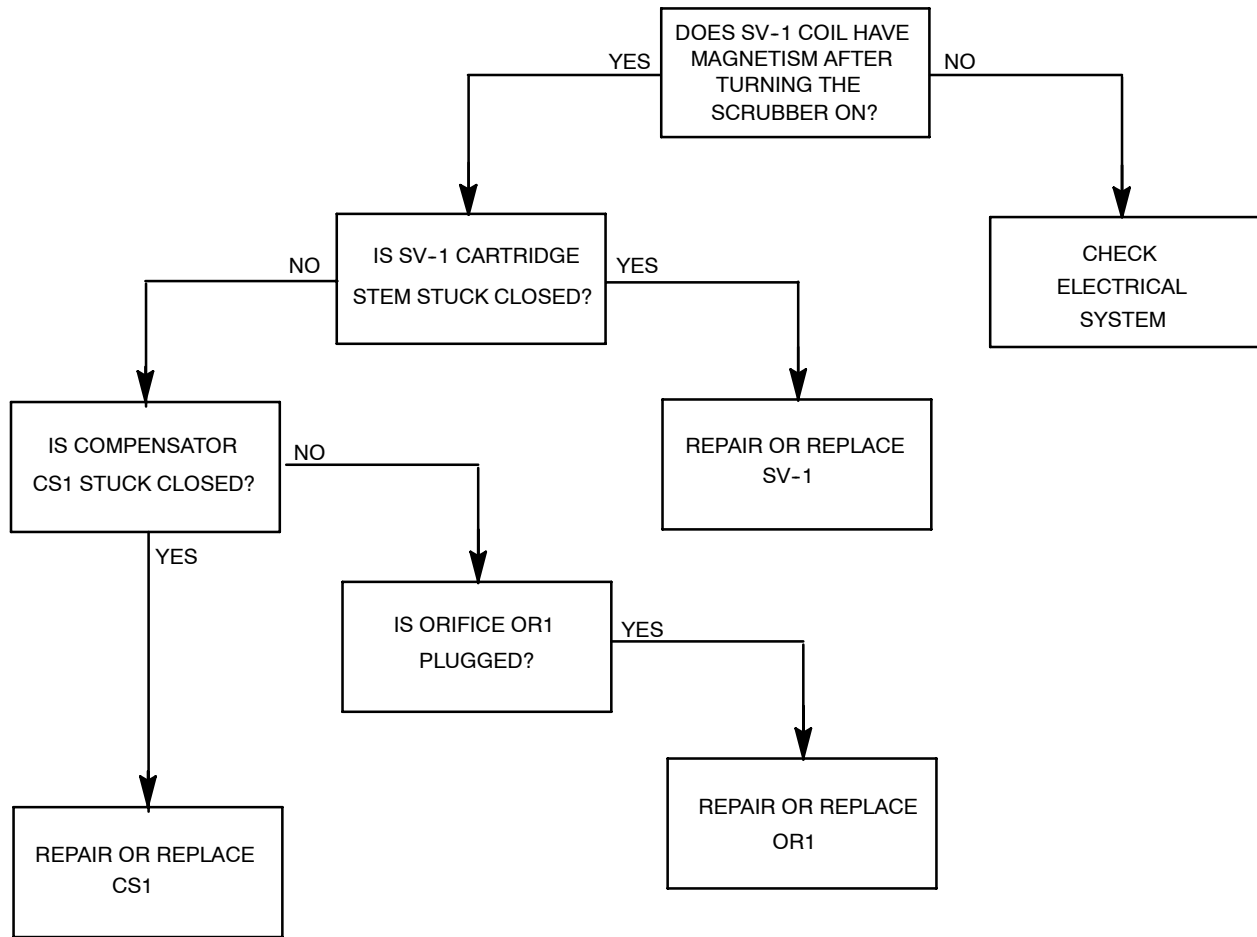 DOES SV-1 COIL HAVE
MAGNETISM AFTER
TURNING THE
SCRUBBER ON?
YES
NO
IS SV-1 CARTRIDGE
STEM STUCK CLOSED?
NO
YES
CHECK
ELECTRICAL
SYSTEM
IS COMPENSATOR
CS1 STUCK CLOSED?
NO
YES
REPAIR OR REPLACE
SV-1
IS ORIFICE OR1
PLUGGED?
YES
REPAIR OR REPLACE
CS1
REPAIR OR REPLACE
OR1